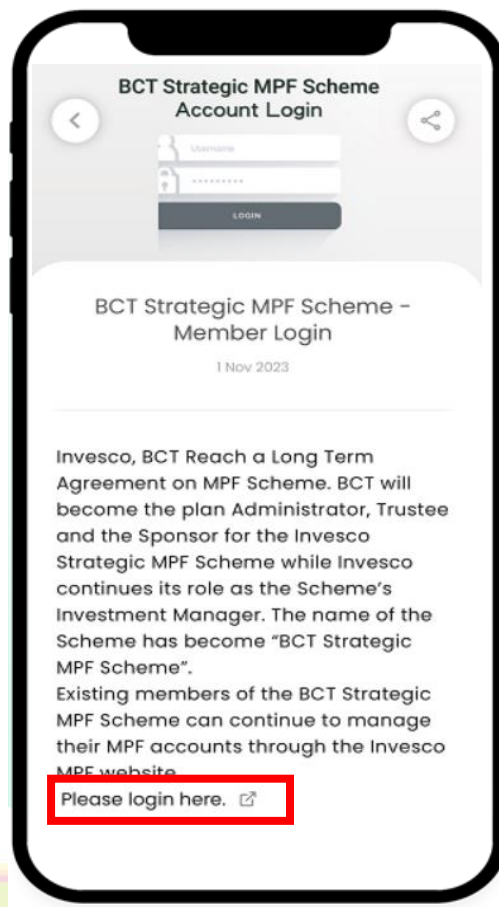 BCT Strategic MPF Scheme
Account Login
Username
*********
LOGIN
BCT Strategic MPF Scheme –
Member Login
1 Nov 2023
Invesco, BCT Reach a Long Term
Agreement on MPF Scheme. BCT will
become the plan Administrator, Trustee
and the Sponsor for the Invesco
Strategic MPF Scheme while Invesco
continues its role as the Scheme's
Investment Manager. The name of the
Scheme has become “BCT Strategic
MPF Scheme”.
Existing members of the BCT Strategic
MPF Scheme can continue to manage
their MPF accounts through the Invesco
MPF website
Please login here.